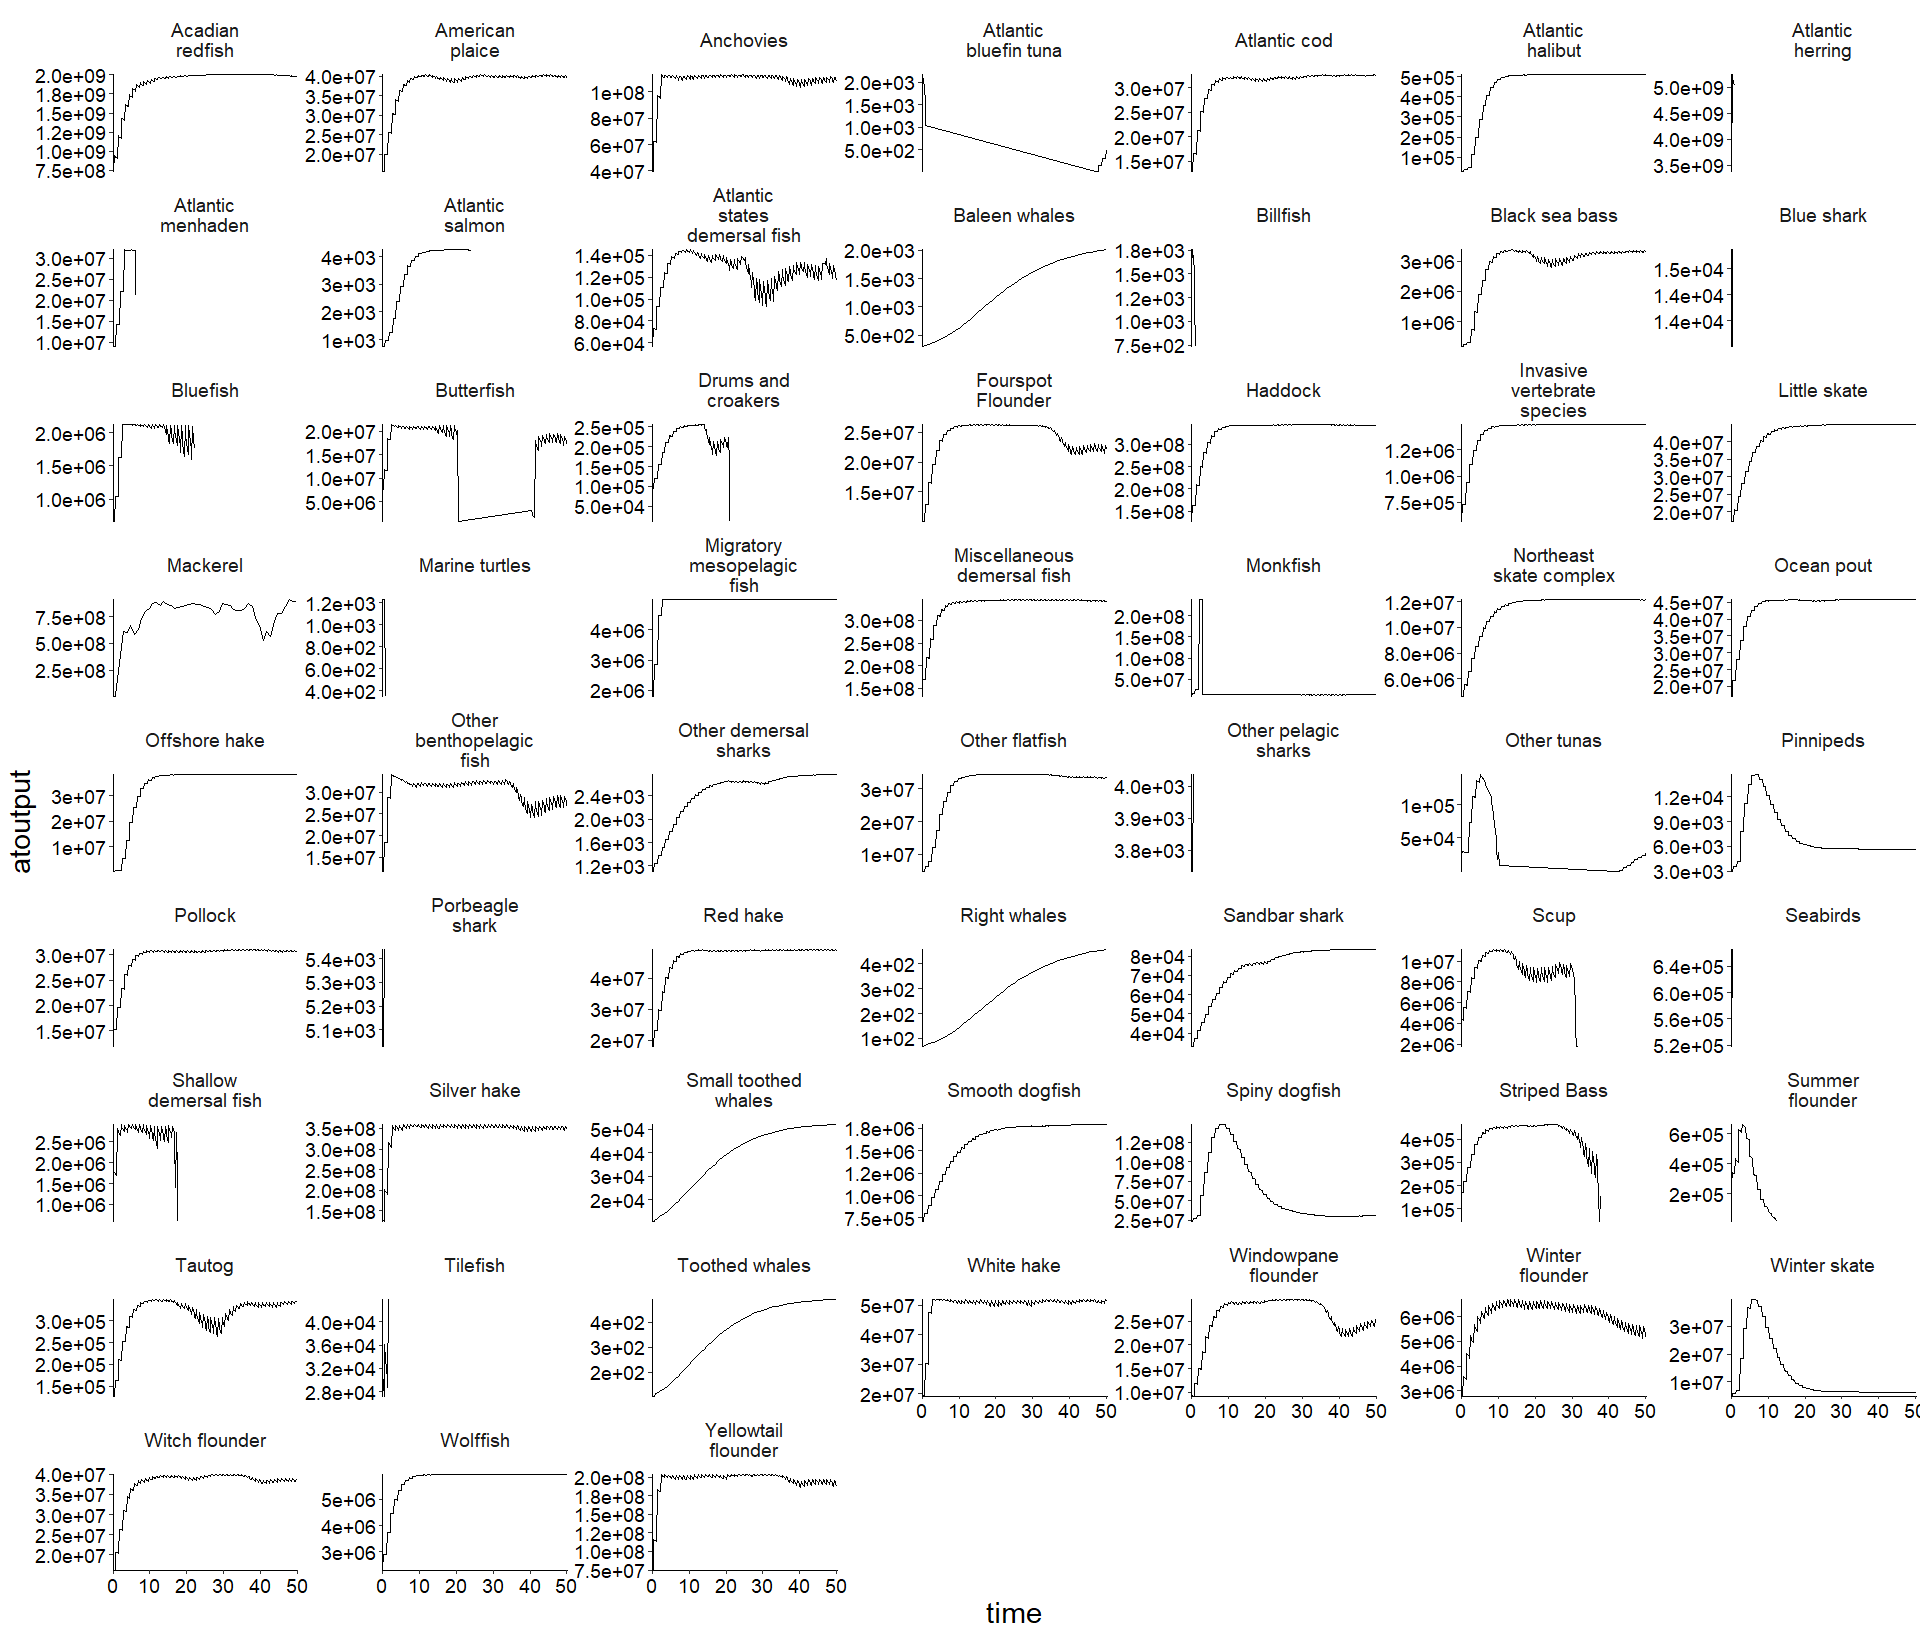 Acadian
redfish
American
plaice
Anchovies
Atlantic
bluefin tuna
Atlantic cod
Atlantic
halibut
Atlantic
herring
2.0e+09
1.8e+09
1.5e+09
1.2e+09
1.0e+09
7.5e+08
4.0e+07
3.5e+07
3.0e+07
2.5e+07
2.0e+07
1e+08
8e+07
6e+07
4e+07
2.0e+03
1.5e+03
1.0e+03
5.0e+02
3.0e+07
2.5e+07
2.0e+07
1.5e+07
5e+05
4e+05
3e+05
2e+05
1e+05
5.0e+09
4.5e+09
4.0e+09
3.5e+09
Atlantic
menhaden
Atlantic
salmon
Atlantic
states
demersal fish
Baleen whales
Billfish
Black sea bass
Blue shark
3.0e+07
2.5e+07
2.0e+07
1.5e+07
1.0e+07
4e+03
3e+03
2e+03
1e+03
1.4e+05
1.2e+05
1.0e+05
8.0e+04
6.0e+04
2.0e+03
1.5e+03
1.0e+03
5.0e+02
1.8e+03
1.5e+03
1.2e+03
1.0e+03
7.5e+02
3e+06
2e+06
1e+06
1.5e+04
1.4e+04
1.4e+04
Bluefish
Butterfish
Drums and
croakers
Fourspot
Flounder
Haddock
Invasive
vertebrate
species
Little skate
2.0e+06
1.5e+06
1.0e+06
2.0e+07
1.5e+07
1.0e+07
5.0e+06
2.5e+05
2.0e+05
1.5e+05
1.0e+05
5.0e+04
2.5e+07
2.0e+07
1.5e+07
3.0e+08
2.5e+08
2.0e+08
1.5e+08
1.2e+06
1.0e+06
7.5e+05
4.0e+07
3.5e+07
3.0e+07
2.5e+07
2.0e+07
Mackerel
Marine turtles
Migratory
mesopelagic
fish
Miscellaneous
demersal fish
Monkfish
Northeast
skate complex
Ocean pout
7.5e+08
5.0e+08
2.5e+08
1.2e+03
1.0e+03
8.0e+02
6.0e+02
4.0e+02
4e+06
3e+06
2e+06
3.0e+08
2.5e+08
2.0e+08
1.5e+08
2.0e+08
1.5e+08
1.0e+08
5.0e+07
1.2e+07
1.0e+07
8.0e+06
6.0e+06
4.5e+07
4.0e+07
3.5e+07
3.0e+07
2.5e+07
2.0e+07
Offshore hake
Other
benthopelagic
fish
Other demersal
sharks
Other flatfish
Other pelagic
sharks
Other tunas
Pinnipeds
3e+07
2e+07
1e+07
3.0e+07
2.5e+07
2.0e+07
1.5e+07
2.4e+03
2.0e+03
1.6e+03
1.2e+03
3e+07
2e+07
1e+07
4.0e+03
3.9e+03
3.8e+03
1e+05
5e+04
1.2e+04
9.0e+03
6.0e+03
3.0e+03
atoutput
Pollock
Porbeagle
shark
Red hake
Right whales
Sandbar shark
Scup
Seabirds
3.0e+07
2.5e+07
2.0e+07
1.5e+07
5.4e+03
5.3e+03
5.2e+03
5.1e+03
4e+07
3e+07
2e+07
4e+02
3e+02
2e+02
1e+02
8e+04
7e+04
6e+04
5e+04
4e+04
1e+07
8e+06
6e+06
4e+06
2e+06
6.4e+05
6.0e+05
5.6e+05
5.2e+05
Shallow
demersal fish
Silver hake
Small toothed
whales
Smooth dogfish
Spiny dogfish
Striped Bass
Summer
flounder
2.5e+06
2.0e+06
1.5e+06
1.0e+06
3.5e+08
3.0e+08
2.5e+08
2.0e+08
1.5e+08
5e+04
4e+04
3e+04
2e+04
1.8e+06
1.5e+06
1.2e+06
1.0e+06
7.5e+05
1.2e+08
1.0e+08
7.5e+07
5.0e+07
2.5e+07
4e+05
3e+05
2e+05
1e+05
6e+05
4e+05
2e+05
Tautog
Tilefish
Toothed whales
White hake
Windowpane
flounder
Winter
flounder
Winter skate
3.0e+05
2.5e+05
2.0e+05
1.5e+05
4.0e+04
3.6e+04
3.2e+04
2.8e+04
4e+02
3e+02
2e+02
5e+07
4e+07
3e+07
2e+07
2.5e+07
2.0e+07
1.5e+07
1.0e+07
6e+06
5e+06
4e+06
3e+06
3e+07
2e+07
1e+07
0 10 20 30 40 50
0 10 20 30 40 50
0 10 20 30 40 50
0 10 20 30 40 50
Witch flounder
Wolffish
Yellowtail
flounder
4.0e+07
3.5e+07
3.0e+07
2.5e+07
2.0e+07
5e+06
4e+06
3e+06
2.0e+08
1.8e+08
1.5e+08
1.2e+08
1.0e+08
7.5e+07
0 10 20 30 40 50
0 10 20 30 40 50
0 10 20 30 40 50
time